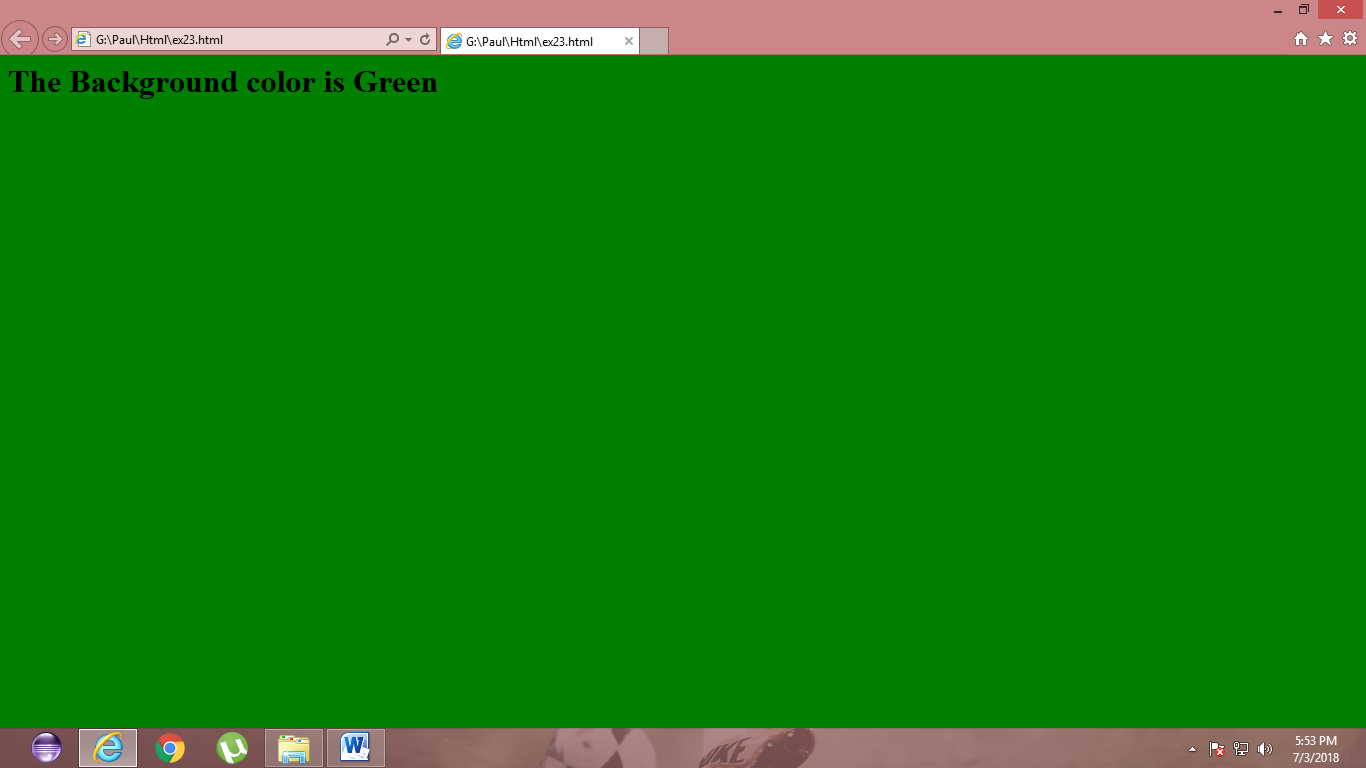 G:\Paul\Html\ex23.html
G:\Paul\Html\ex23.html
The Background color is Green
5:53 PM
7/3/2018